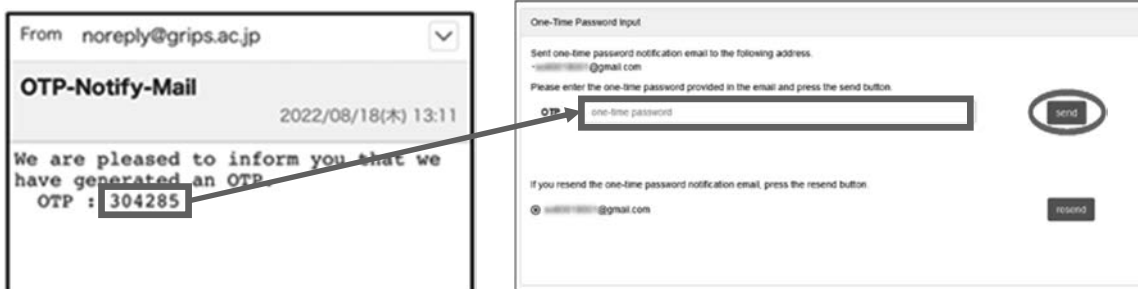 From noreply@grips.ac.jp
OTP-Notify-Mail
2022/08/18(木) 13:11
We are pleased to inform you that we
have generated an OTP.
OTP : 304285
One-Time Password Input
Sent one-time password notification email to the following address.
@gmail.com
Please enter the one-time password provided in the email and press the send button.
OTP one-time password
send
If you resend the one-time password notification email, press the resend button.
@gmail.com
resend